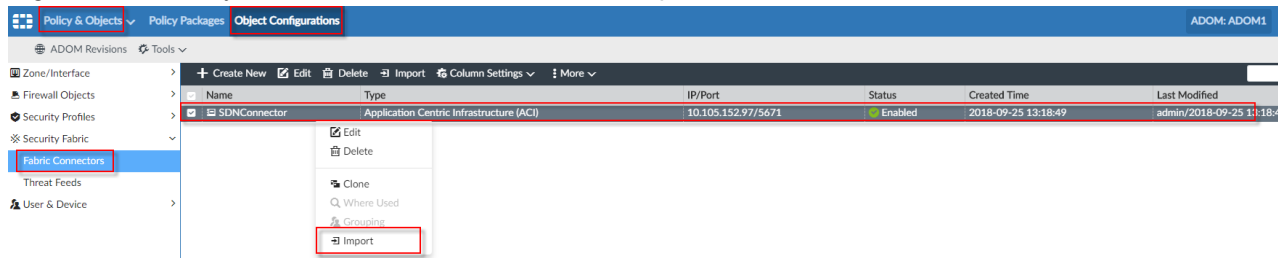 Policy & Objects Policy Packages Object Configurations ADOM: ADOM1
ADOM Revisions Tools
Zone/Interface
Firewall Objects
Security Profiles
Security Fabric
Fabric Connectors
Threat Feeds
User & Device
Create New Edit Delete Import Column Settings More
Name Type IP/Port Status Created Time Last Modified
SDNConnector Application Centric Infrastructure (ACI) 10.105.152.97/5671 Enabled 2018-09-25 13:18:49 admin/2018-09-25 13:18:4
Edit
Delete
Clone
Where Used
Grouping
Import